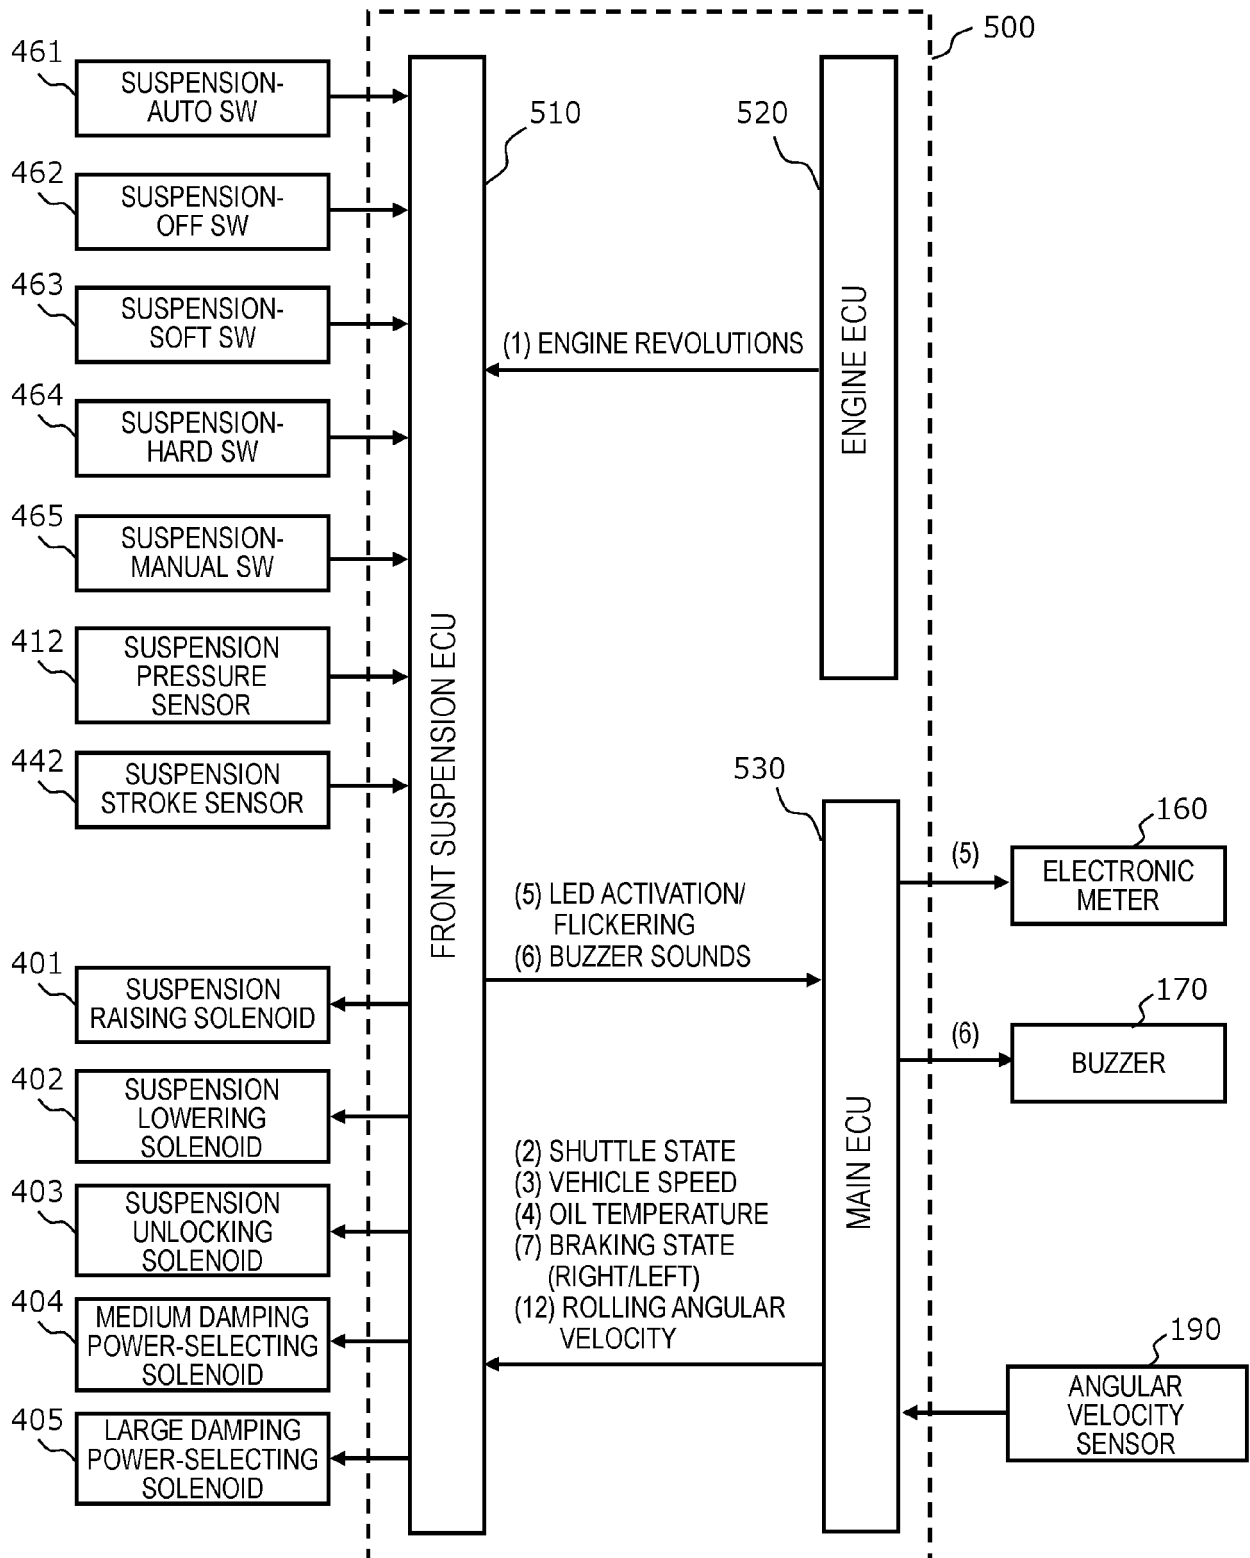 500
461
SUSPENSION-
AUTO SW
510
520
462
SUSPENSION-
OFF SW
463
SUSPENSION-
SOFT SW
(1) ENGINE REVOLUTIONS
ENGINE ECU
464
SUSPENSION-
HARD SW
465
SUSPENSION-
MANUAL SW
412
SUSPENSION
PRESSURE
SENSOR
FRONT SUSPENSION ECU
442
SUSPENSION
STROKE SENSOR
530
160
(5)
ELECTRONIC
METER
(5) LED ACTIVATION/
FLICKERING
(6) BUZZER SOUNDS
401
SUSPENSION
RAISING SOLENOID
170
(6)
BUZZER
402
SUSPENSION
LOWERING
SOLENOID
MAIN ECU
(2) SHUTTLE STATE
(3) VEHICLE SPEED
(4) OIL TEMPERATURE
(7) BRAKING STATE
(RIGHT/LEFT)
(12) ROLLING ANGULAR
VELOCITY
403
SUSPENSION
UNLOCKING
SOLENOID
404
MEDIUM DAMPING
POWER-SELECTING
SOLENOID
190
ANGULAR
VELOCITY
SENSOR
405
LARGE DAMPING
POWER-SELECTING
SOLENOID